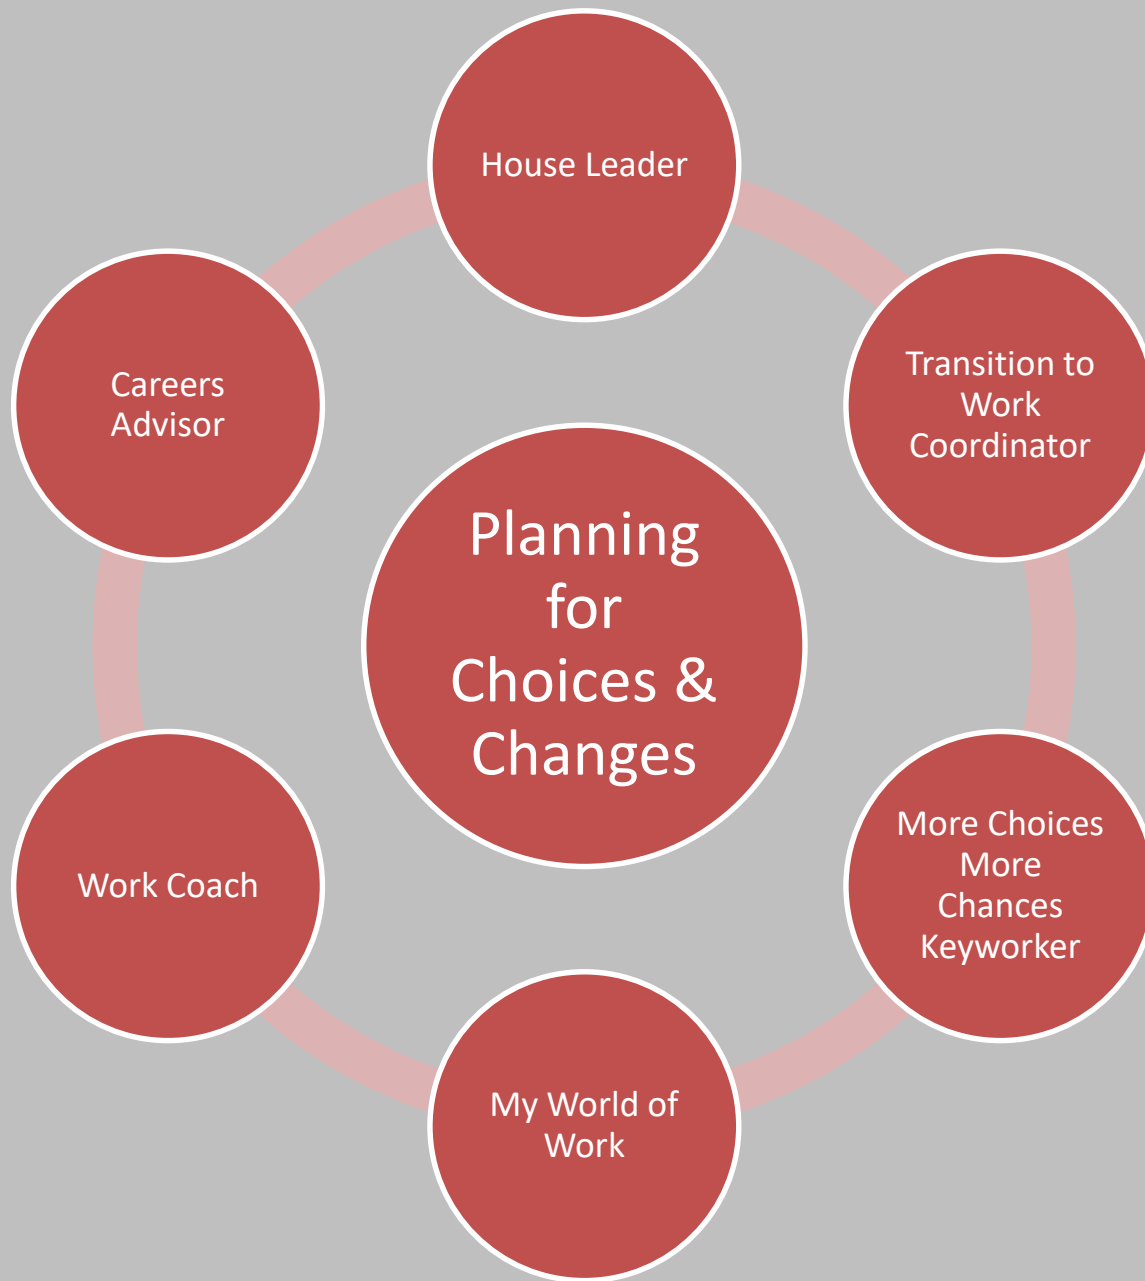 House Leader
Transition to
Work
Coordinator
More Choices
More
Chances
Keyworker
My World of
Work
Work Coach
Careers
Advisor
Planning
for
Choices &
Changes